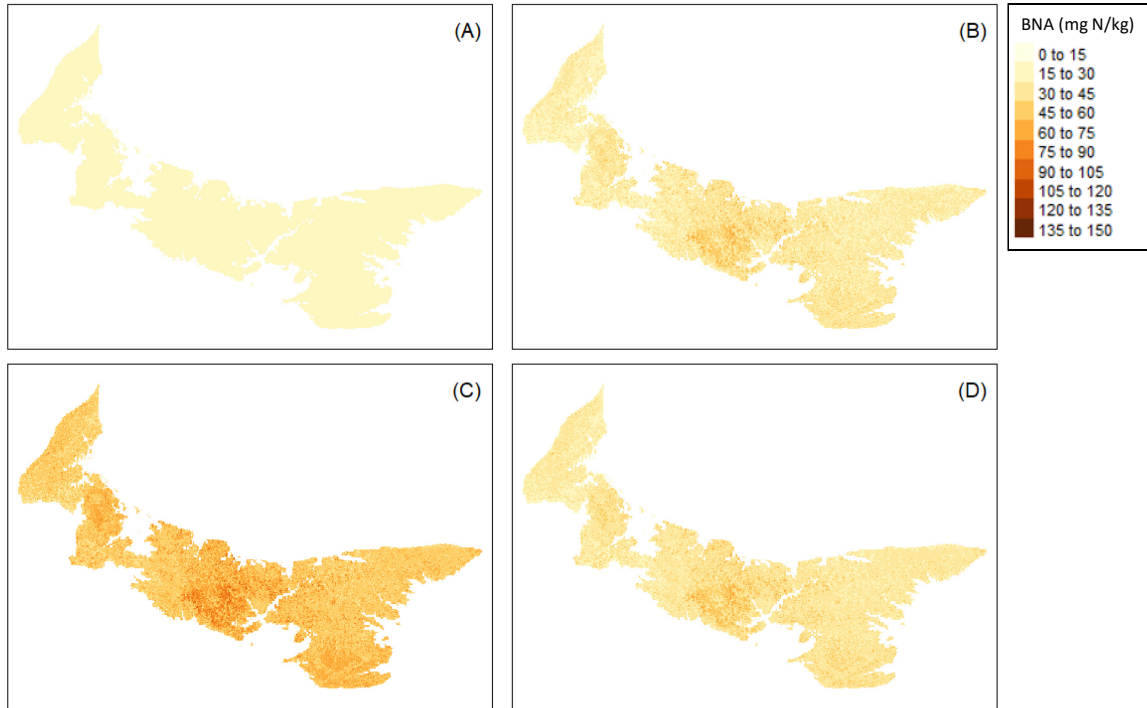 (A)
(B)
BNA (mg N/kg)
0 to 15
15 to 30
30 to 45
45 to 60
60 to 75
75 to 90
90 to 105
105 to 120
120 to 135
135 to 150
(C)
(D)